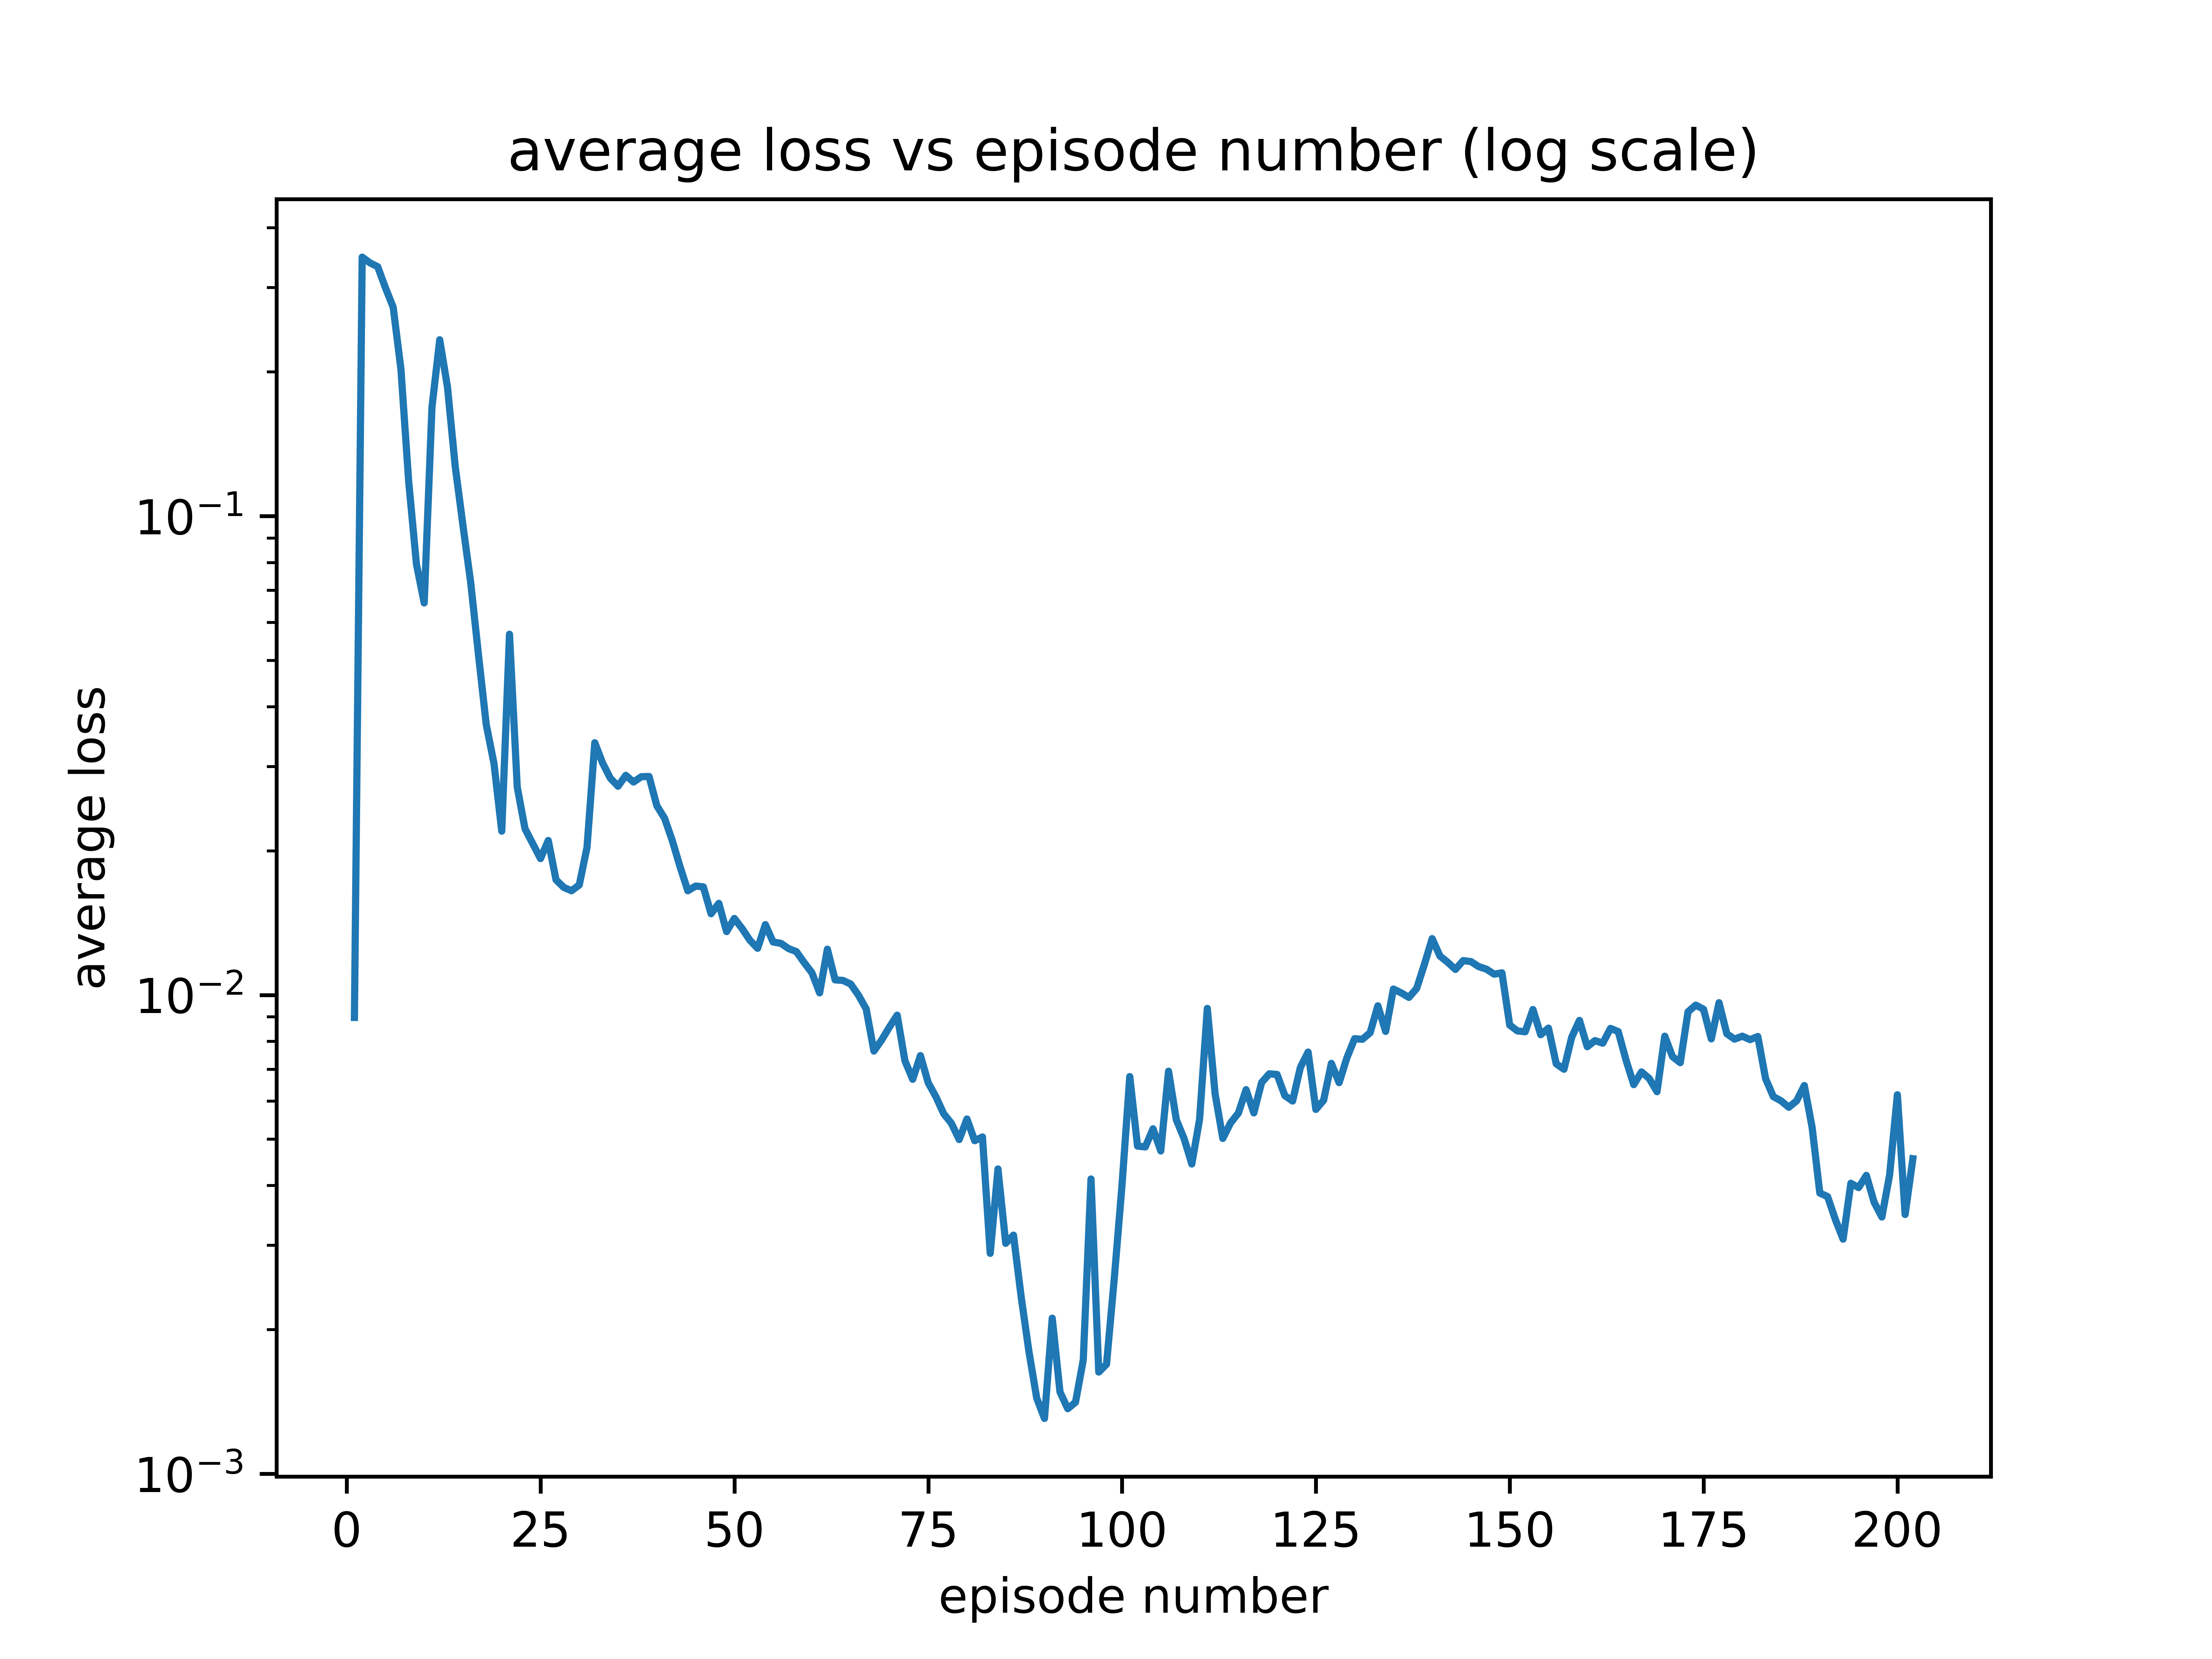 average loss vs episode number (log scale)
average loss
10⁻¹
10⁻²
10⁻³
0 25 50 75 100 125 150 175 200
episode number